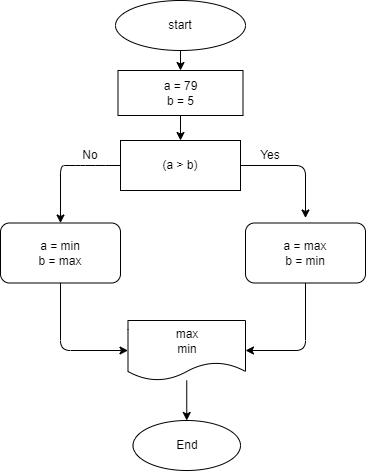 start
a = 79
b = 5
(a > b)
No
Yes
a = min
b = max
a = max
b = min
max
min
End